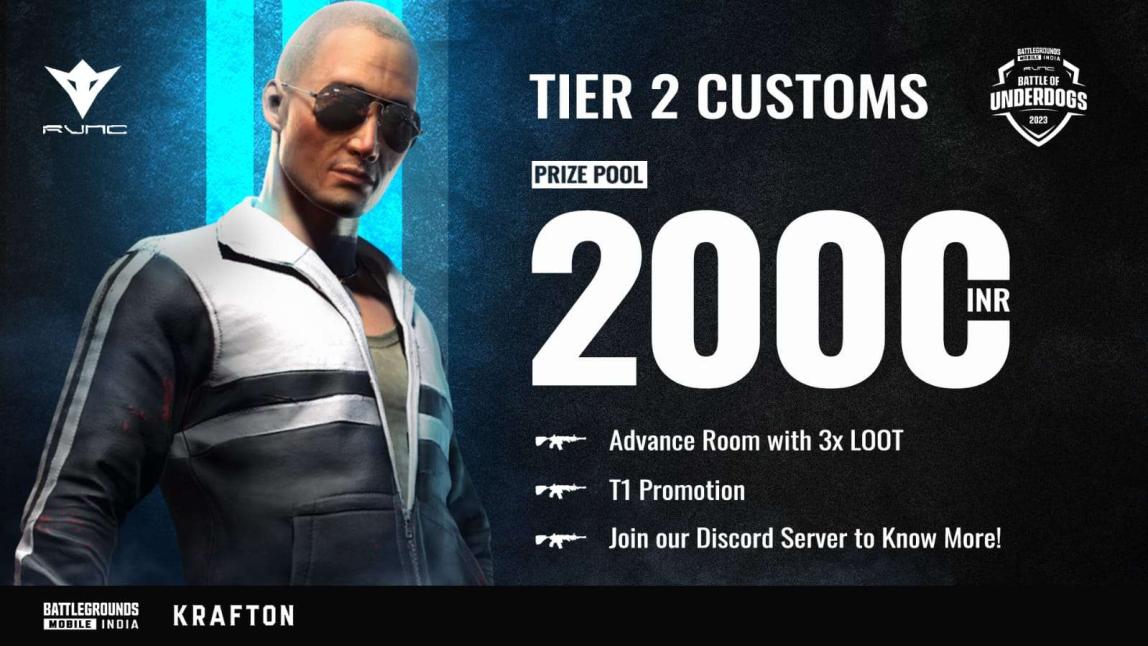 RVNC
TIER 2 CUSTOMS
BATTLEGROUNDS
MOBILE INDIA
RVNC
BATTLE OF
UNDERDOGS
2023
PRIZE POOL
2000
INR
Advance Room with 3x LOOT
T1 Promotion
Join our Discord Server to Know More!
BATTLEGROUNDS
MOBILE INDIA
KRAFTON